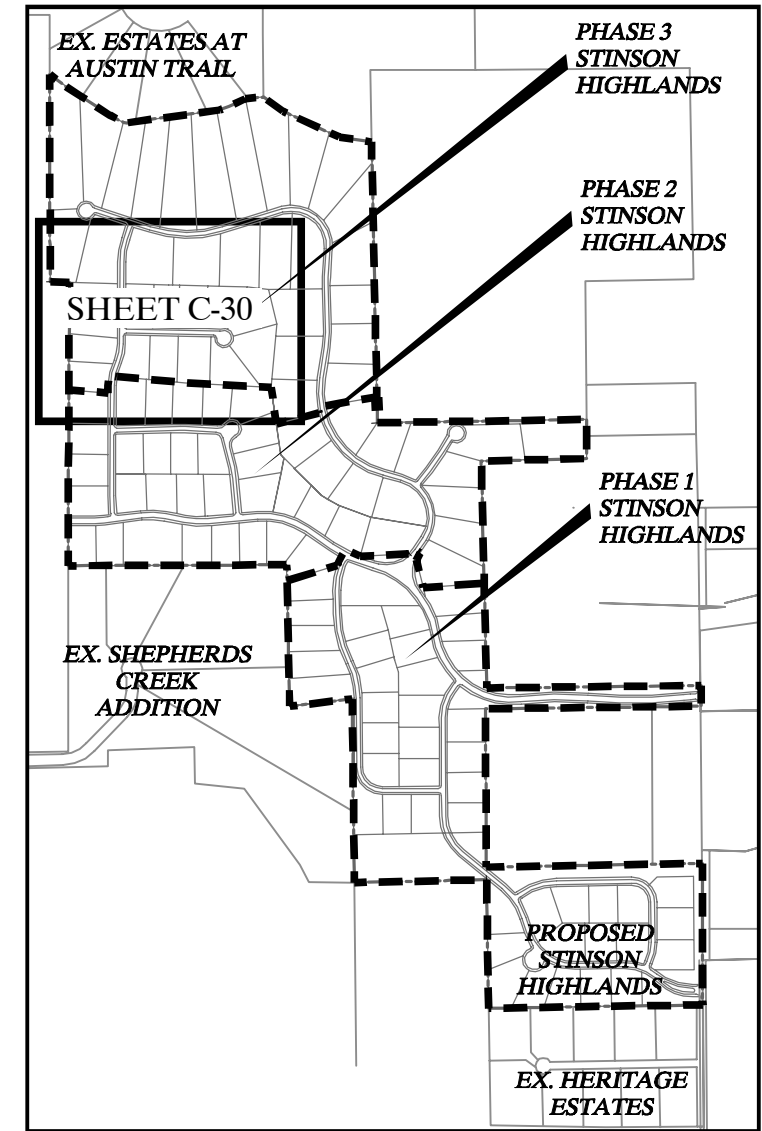 EX. ESTATES AT
AUSTIN TRAIL
PHASE 3
STINSON
HIGHLANDS
PHASE 2
STINSON
HIGHLANDS
SHEET C-30
PHASE 1
STINSON
HIGHLANDS
EX. SHEPHERDS
CREEK
ADDITION
PROPOSED
STINSON
HIGHLANDS
EX. HERITAGE
ESTATES